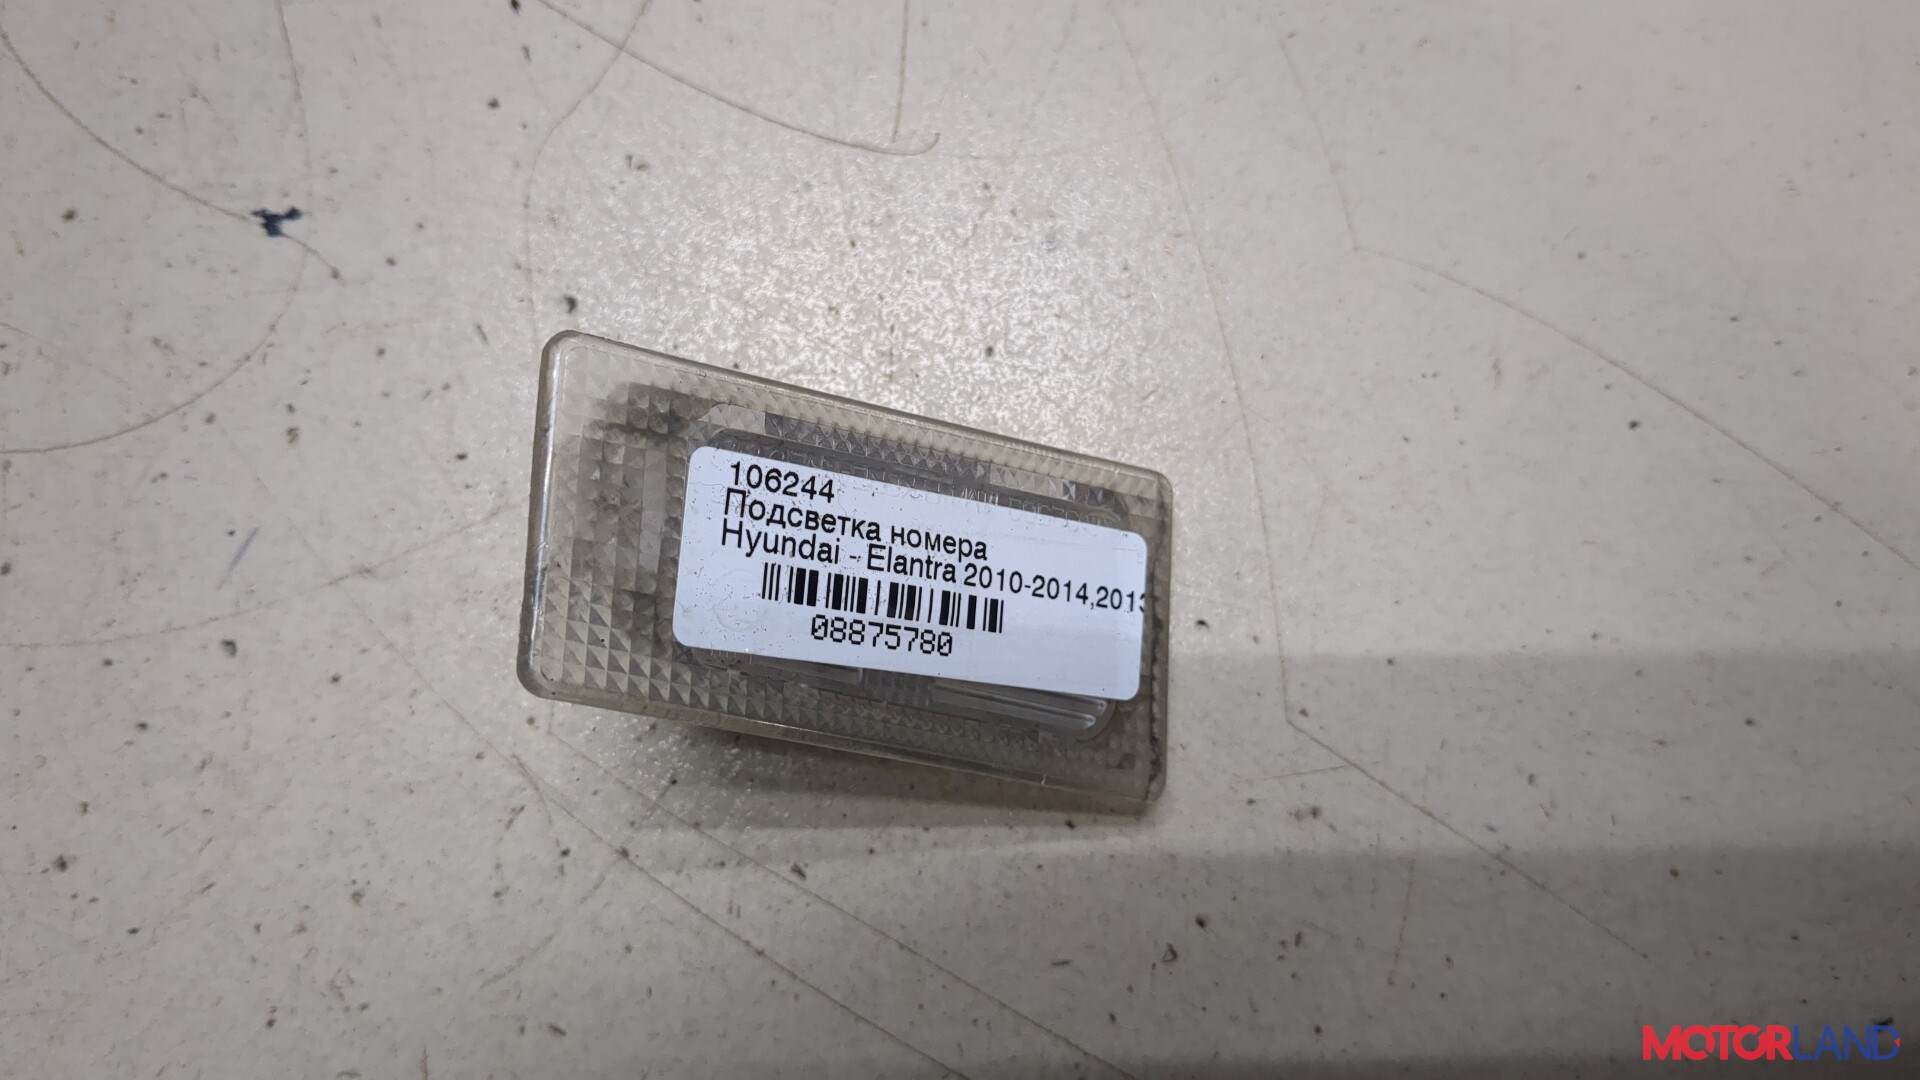 106244
Подсветка номера
Hyundai - Elantra 2010-2014,2013
08875780
MOTORLAND